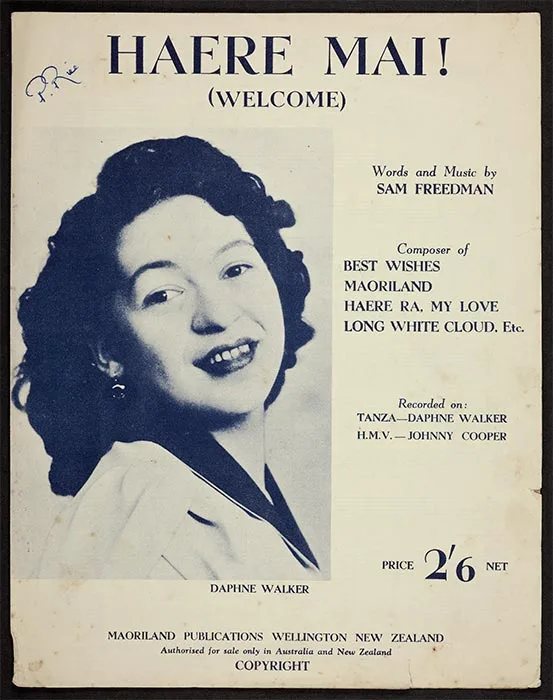 HAERE MAI!
(WELCOME)
P. Rice
Words and Music by
SAM FREEDMAN
Composer of
BEST WISHES
MAORILAND
HAERE RA, MY LOVE
LONG WHITE CLOUD. Etc.
Recorded on:
TANZA—DAPHNE WALKER
H.M.V. — JOHNNY COOPER
PRICE 2'6 NET
DAPHNE WALKER
MAORILAND PUBLICATIONS WELLINGTON NEW ZEALAND
Authorised for sale only in Australia and New Zealand
COPYRIGHT